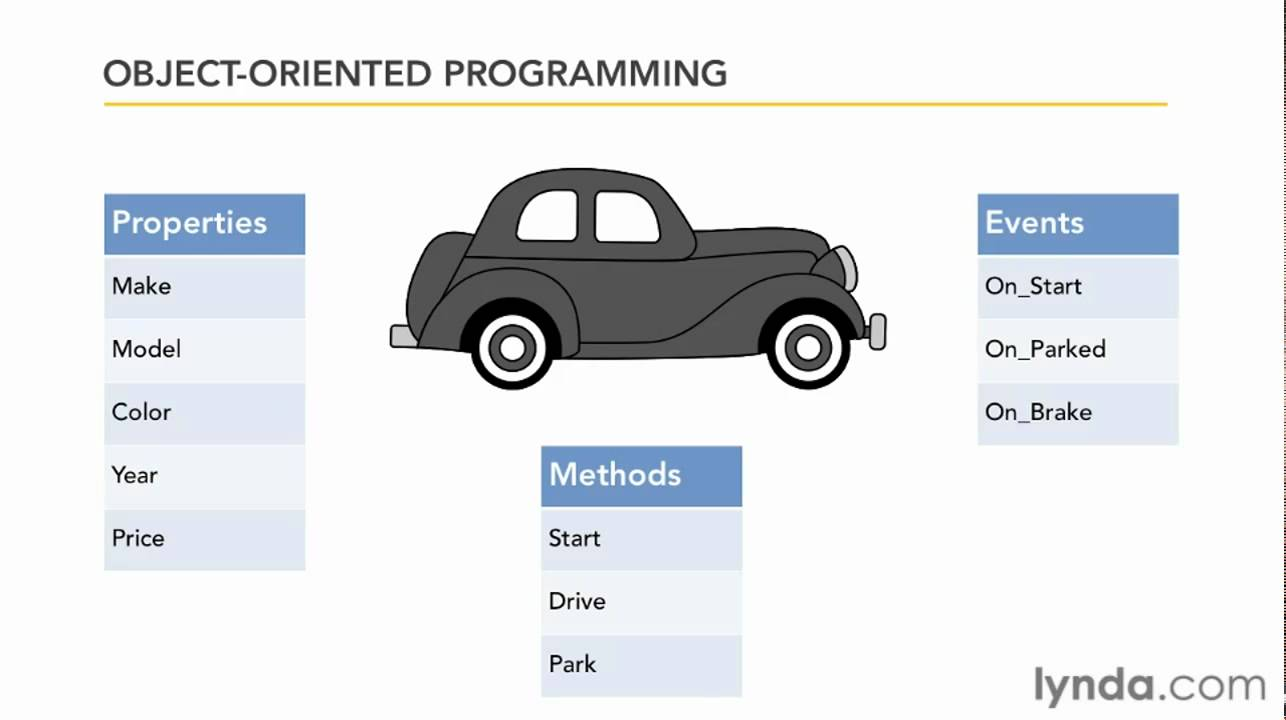 OBJECT-ORIENTED PROGRAMMING
Properties
Make
Model
Color
Year
Price
Methods
Start
Drive
Park
Events
On_Start
On_Parked
On_Brake
lynda.com